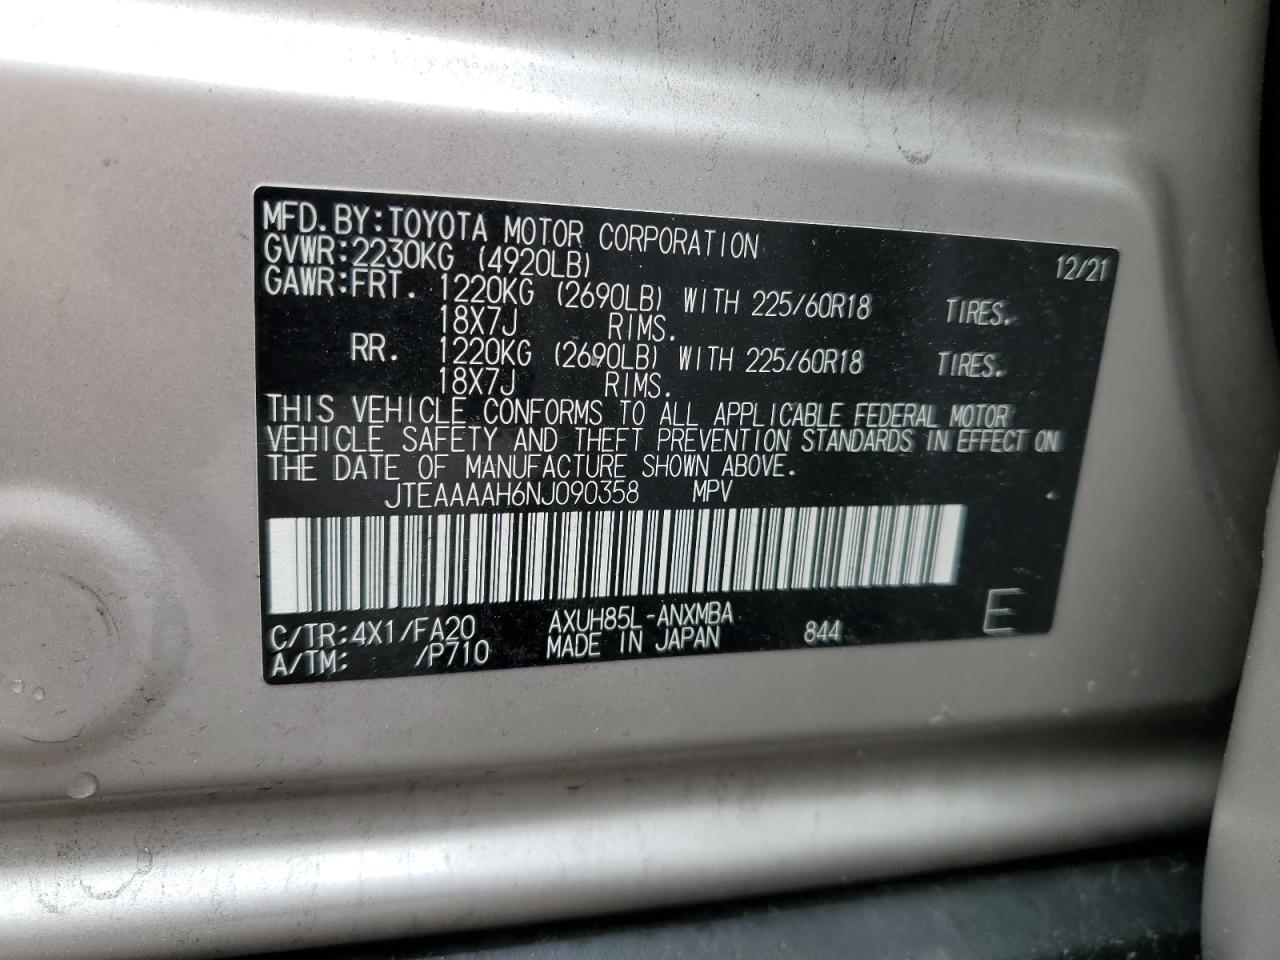 MFD.BY:TOYOTA MOTOR CORPORATION 12/21
GVWR:2230KG (4920LB)
GAWR:FRT. 1220KG (2690LB) WITH 225/60R18 TIRES.
18X7J RIMS.
RR. 1220KG (2690LB) WITH 225/60R18 TIRES.
18X7J RIMS.
THIS VEHICLE CONFORMS TO ALL APPLICABLE FEDERAL MOTOR
VEHICLE SAFETY AND THEFT PREVENTION STANDARDS IN EFFECT ON
THE DATE OF MANUFACTURE SHOWN ABOVE.
JTEAAAAH6NJ090358 MPV
C/TR:4X1/FA20 AXUH85L-ANXMBA 844 E
A/TM: /P710 MADE IN JAPAN